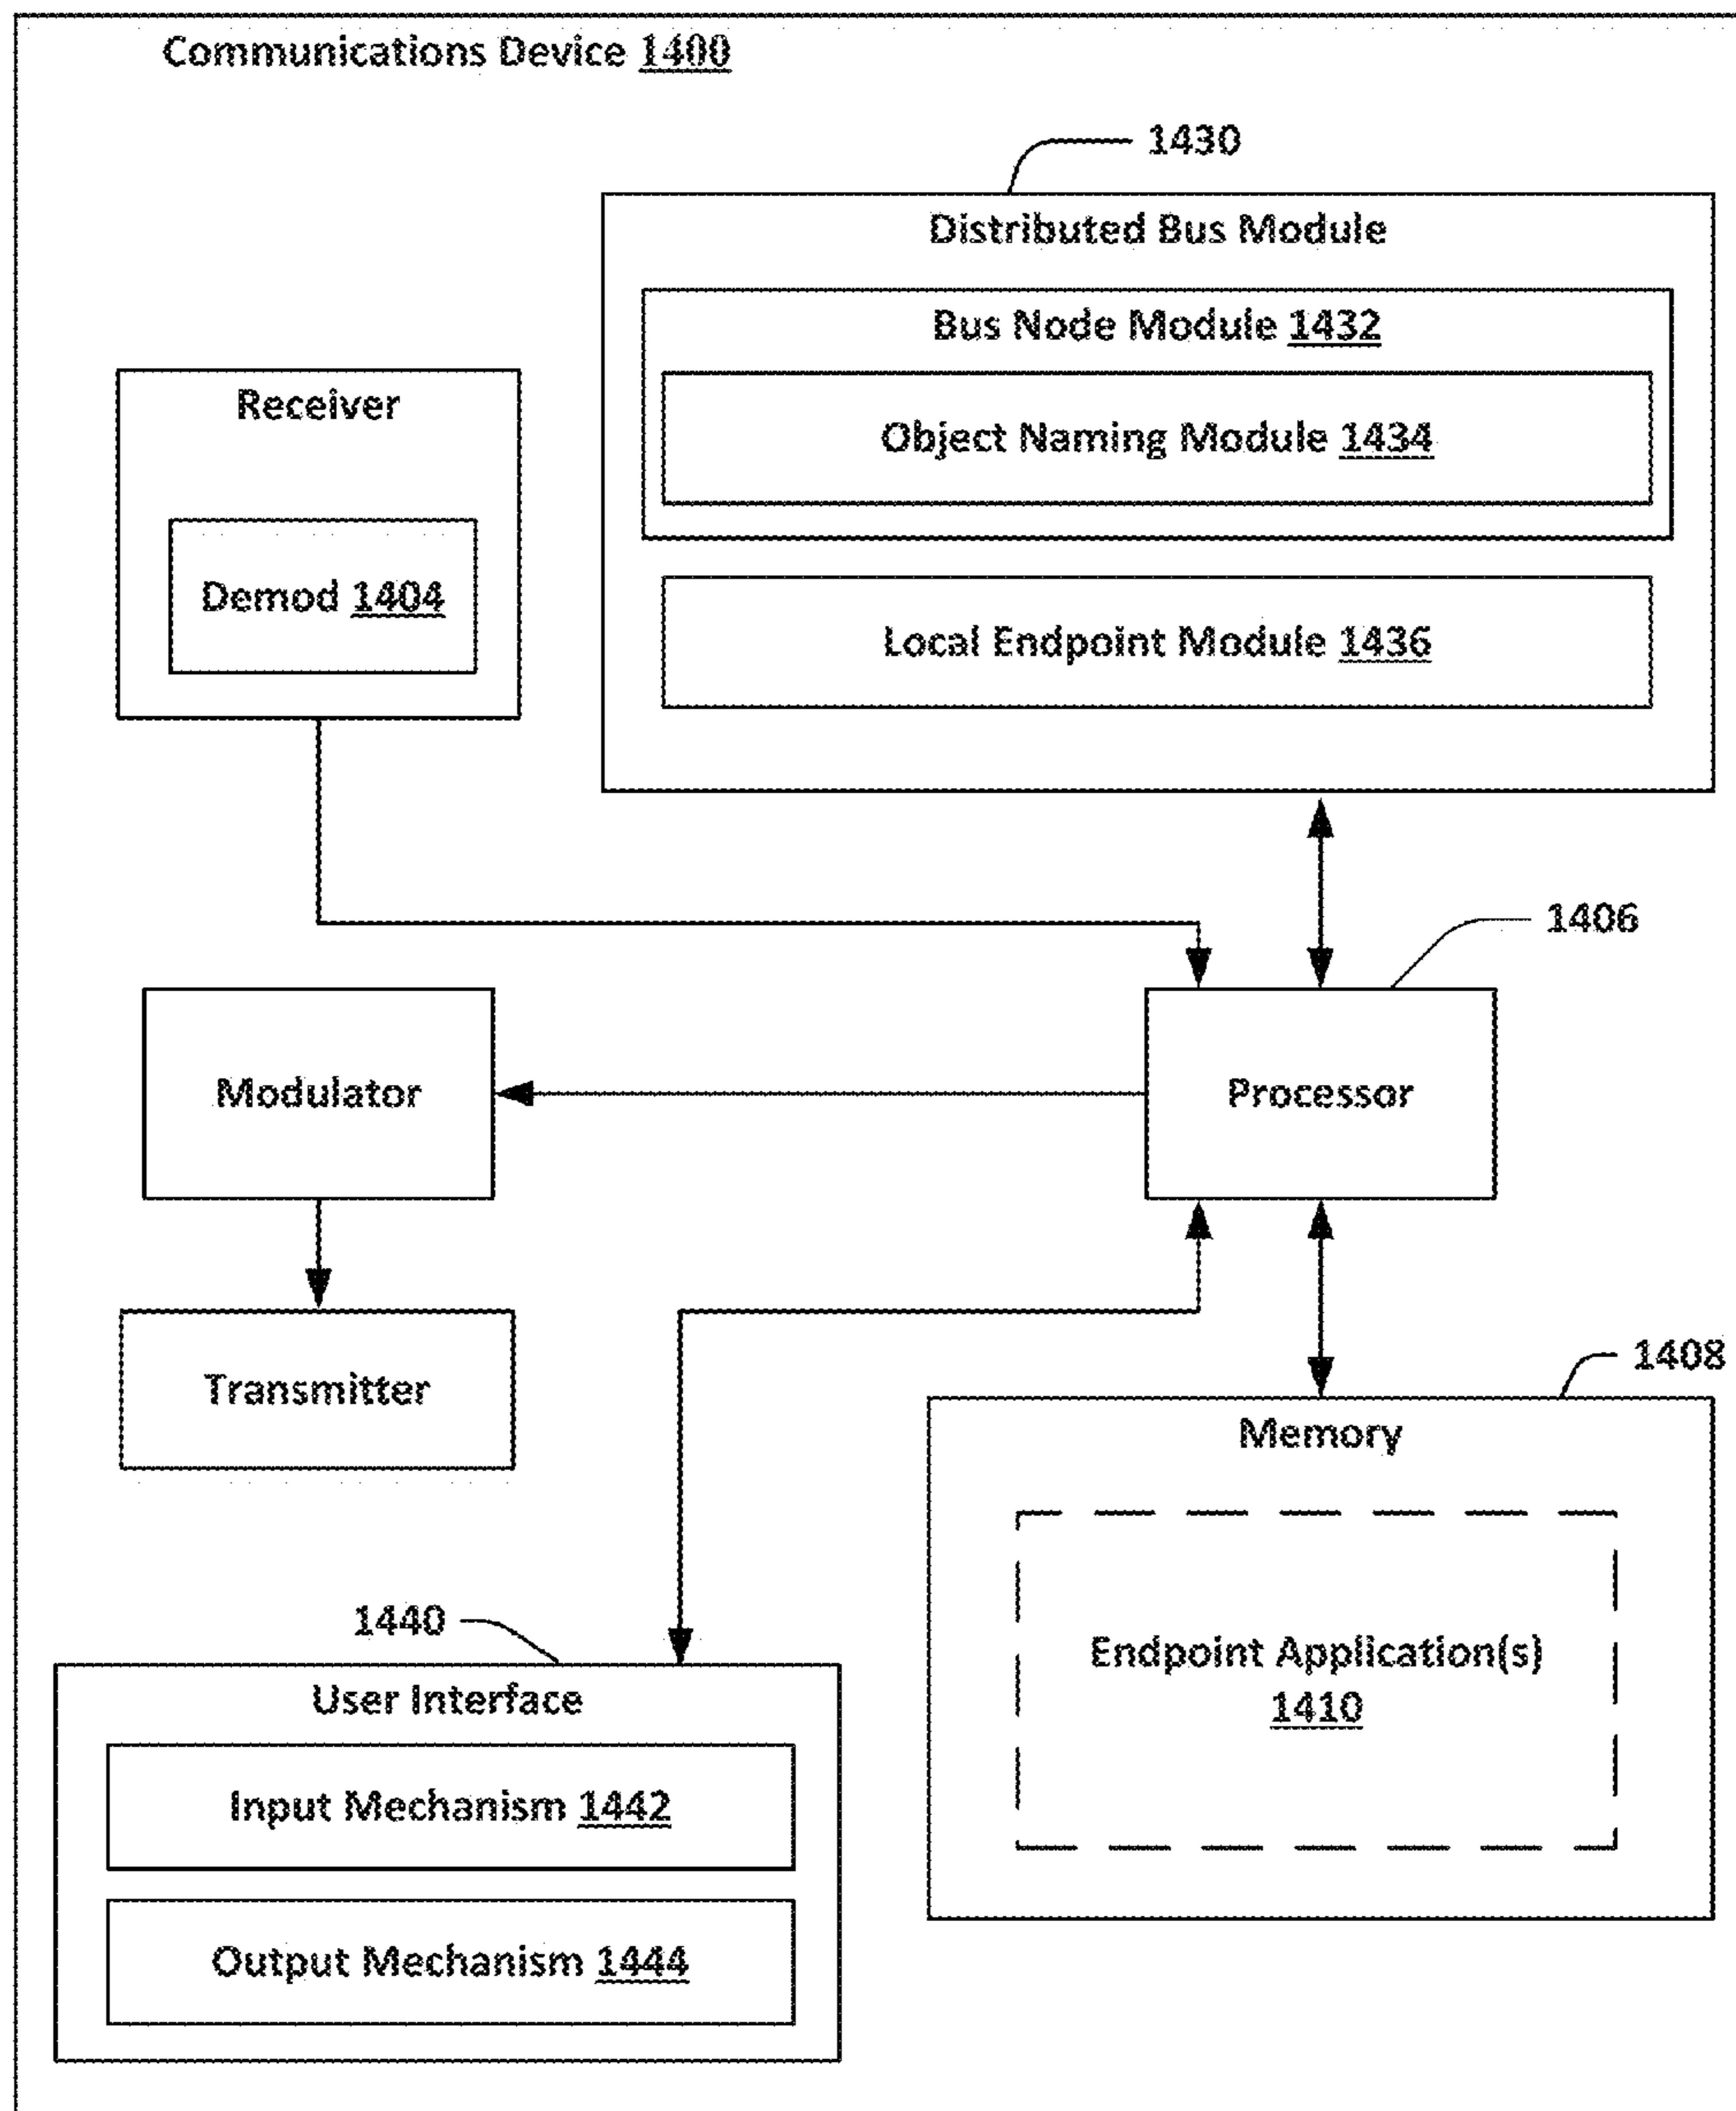 Communications Device 1400
1430
Distributed Bus Module
Bus Node Module 1432
Object Naming Module 1434
Local Endpoint Module 1436
Receiver
Demod 1404
1406
Modulator
Processor
Transmitter
1408
Memory
Endpoint Application(s)
1410
1440
User Interface
Input Mechanism 1442
Output Mechanism 1444